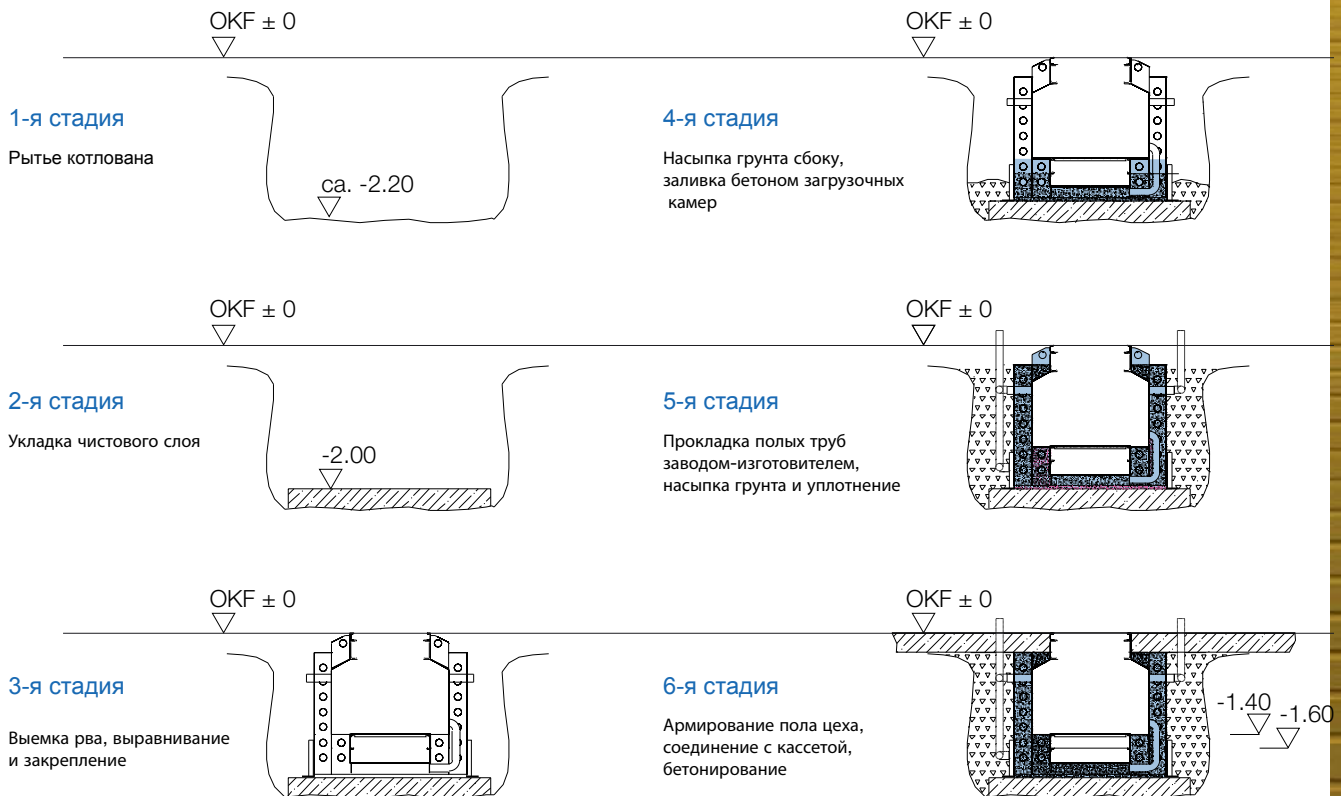 OKF ± 0
1-я стадия
Рытье котлована
ca. -2.20
OKF ± 0
2-я стадия
Укладка чистового слоя
-2.00
OKF ± 0
3-я стадия
Выемка рва, выравнивание
и закрепление
OKF ± 0
4-я стадия
Насыпка грунта сбоку,
заливка бетоном загрузочных
камер
OKF ± 0
5-я стадия
Прокладка полых труб
заводом-изготовителем,
насыпка грунта и уплотнение
OKF ± 0
6-я стадия
Армирование пола цеха,
соединение с кассетой,
бетонирование
-1.40
-1.60